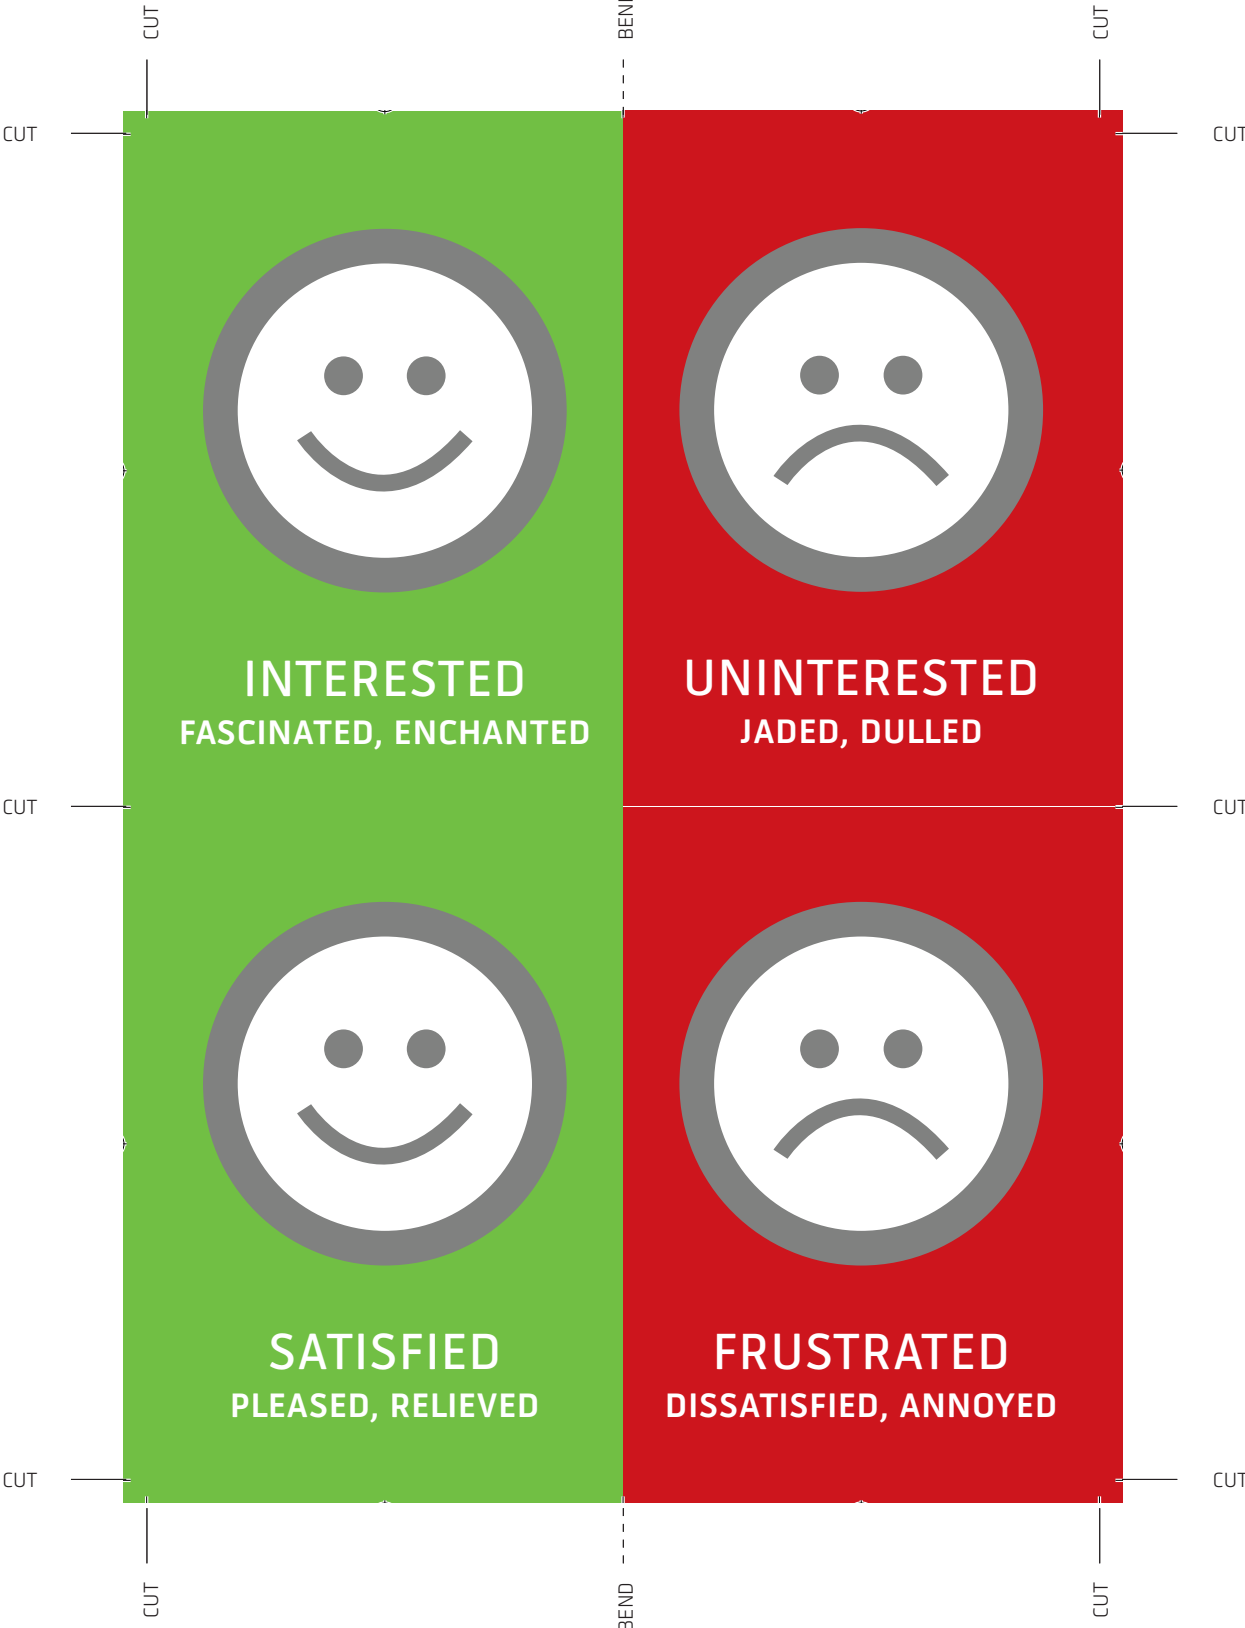 CUT
BEND
CUT
CUT
CUT
INTERESTED
FASCINATED, ENCHANTED
UNINTERESTED
JADED, DULLED
CUT
CUT
SATISFIED
PLEASED, RELIEVED
FRUSTRATED
DISSATISFIED, ANNOYED
CUT
CUT
CUT
BEND
CUT